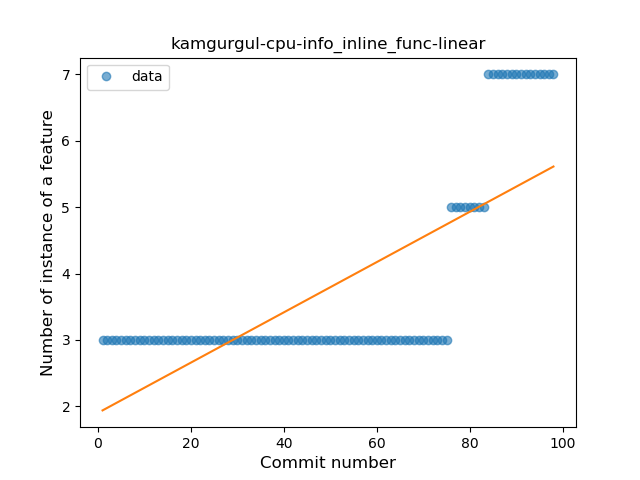 kamgurgul-cpu-info_inline_func-linear
data
Number of instance of a feature
7
6
5
4
3
2
0 20 40 60 80 100
Commit number